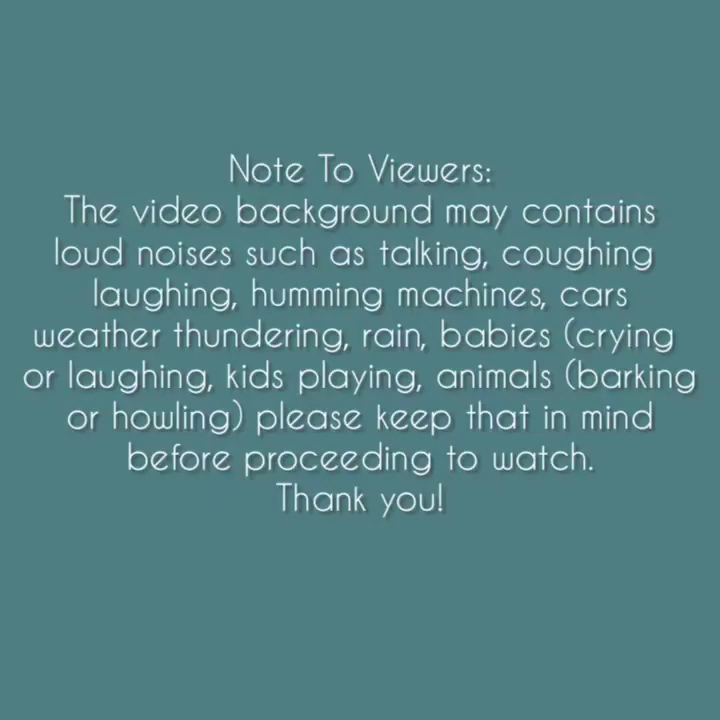 Note To Viewers:
The video background may contains
loud noises such as talking, coughing
laughing, humming machines, cars
weather thundering, rain, babies (crying
or laughing, kids playing, animals (barking
or howling) please keep that in mind
before proceeding to watch.
Thank you!